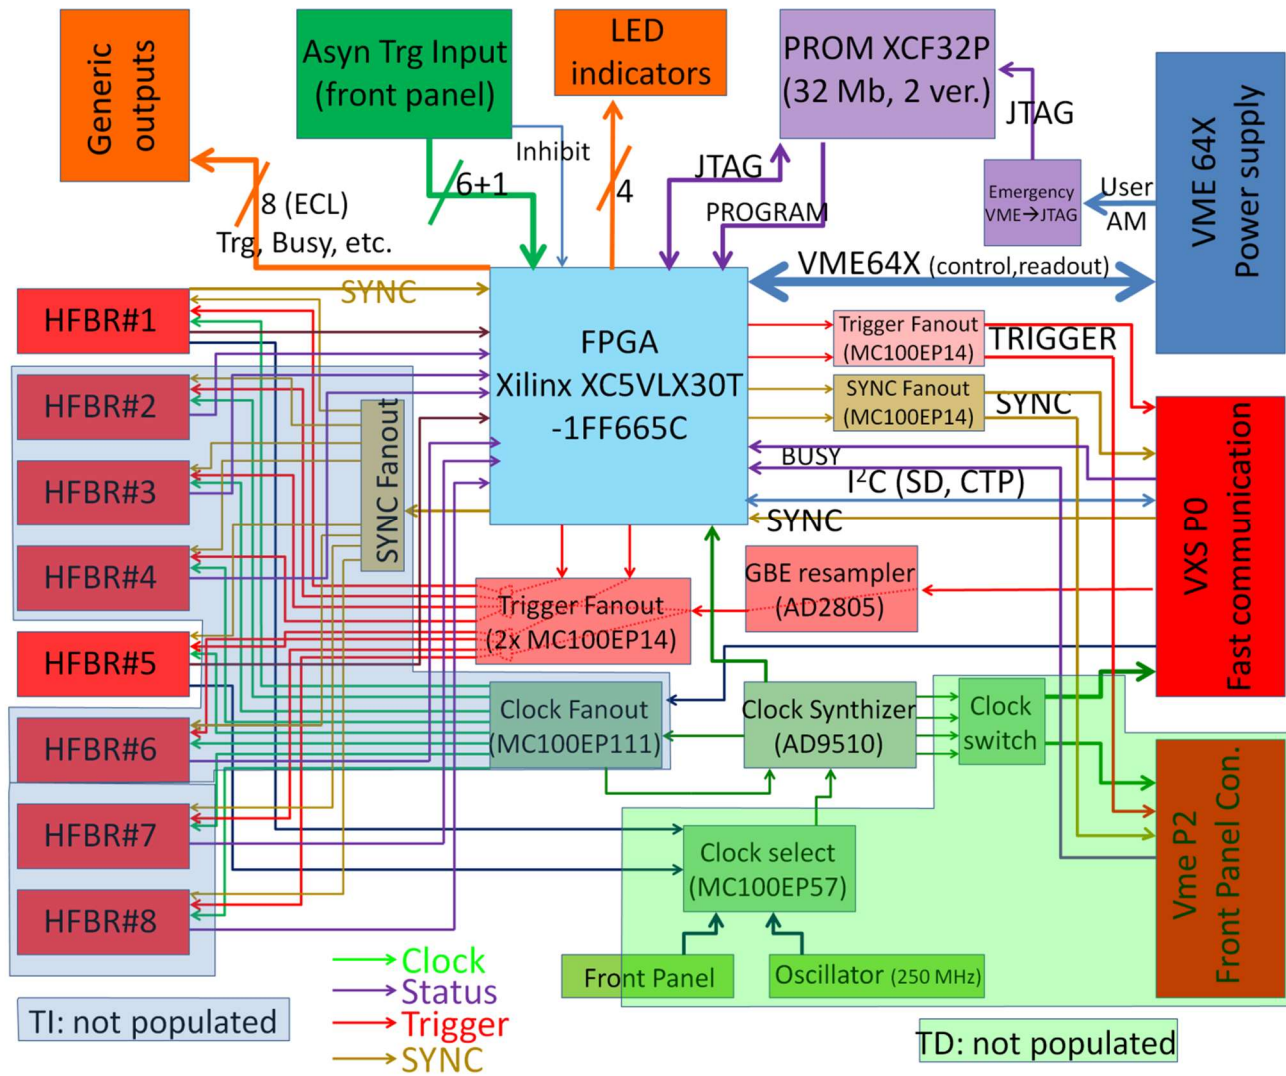 Generic
outputs
Asyn Trg Input
(front panel)
LED
indicators
PROM XCF32P
(32 Mb, 2 ver.)
VME 64X
Power supply
Inhibit
6+1
4
JTAG
PROGRAM
JTAG
Emergency
VME→JTAG
User
AM
8 (ECL)
Trg, Busy, etc.
VME64X (control,readout)
SYNC
HFBR#1
HFBR#2
HFBR#3
HFBR#4
HFBR#5
HFBR#6
HFBR#7
HFBR#8
SYNC Fanout
FPGA
Xilinx XC5VLX30T
-1FF665C
Trigger Fanout
(MC100EP14)
TRIGGER
SYNC Fanout
(MC100EP14)
SYNC
BUSY
I²C (SD, CTP)
SYNC
VXS P0
Fast communication
Trigger Fanout
(2x MC100EP14)
GBE resampler
(AD2805)
Clock Fanout
(MC100EP111)
Clock Synthizer
(AD9510)
Clock
switch
Vme P2
Front Panel Con.
Clock select
(MC100EP57)
Front Panel
Oscillator (250 MHz)
Clock
Status
Trigger
SYNC
TI: not populated
TD: not populated